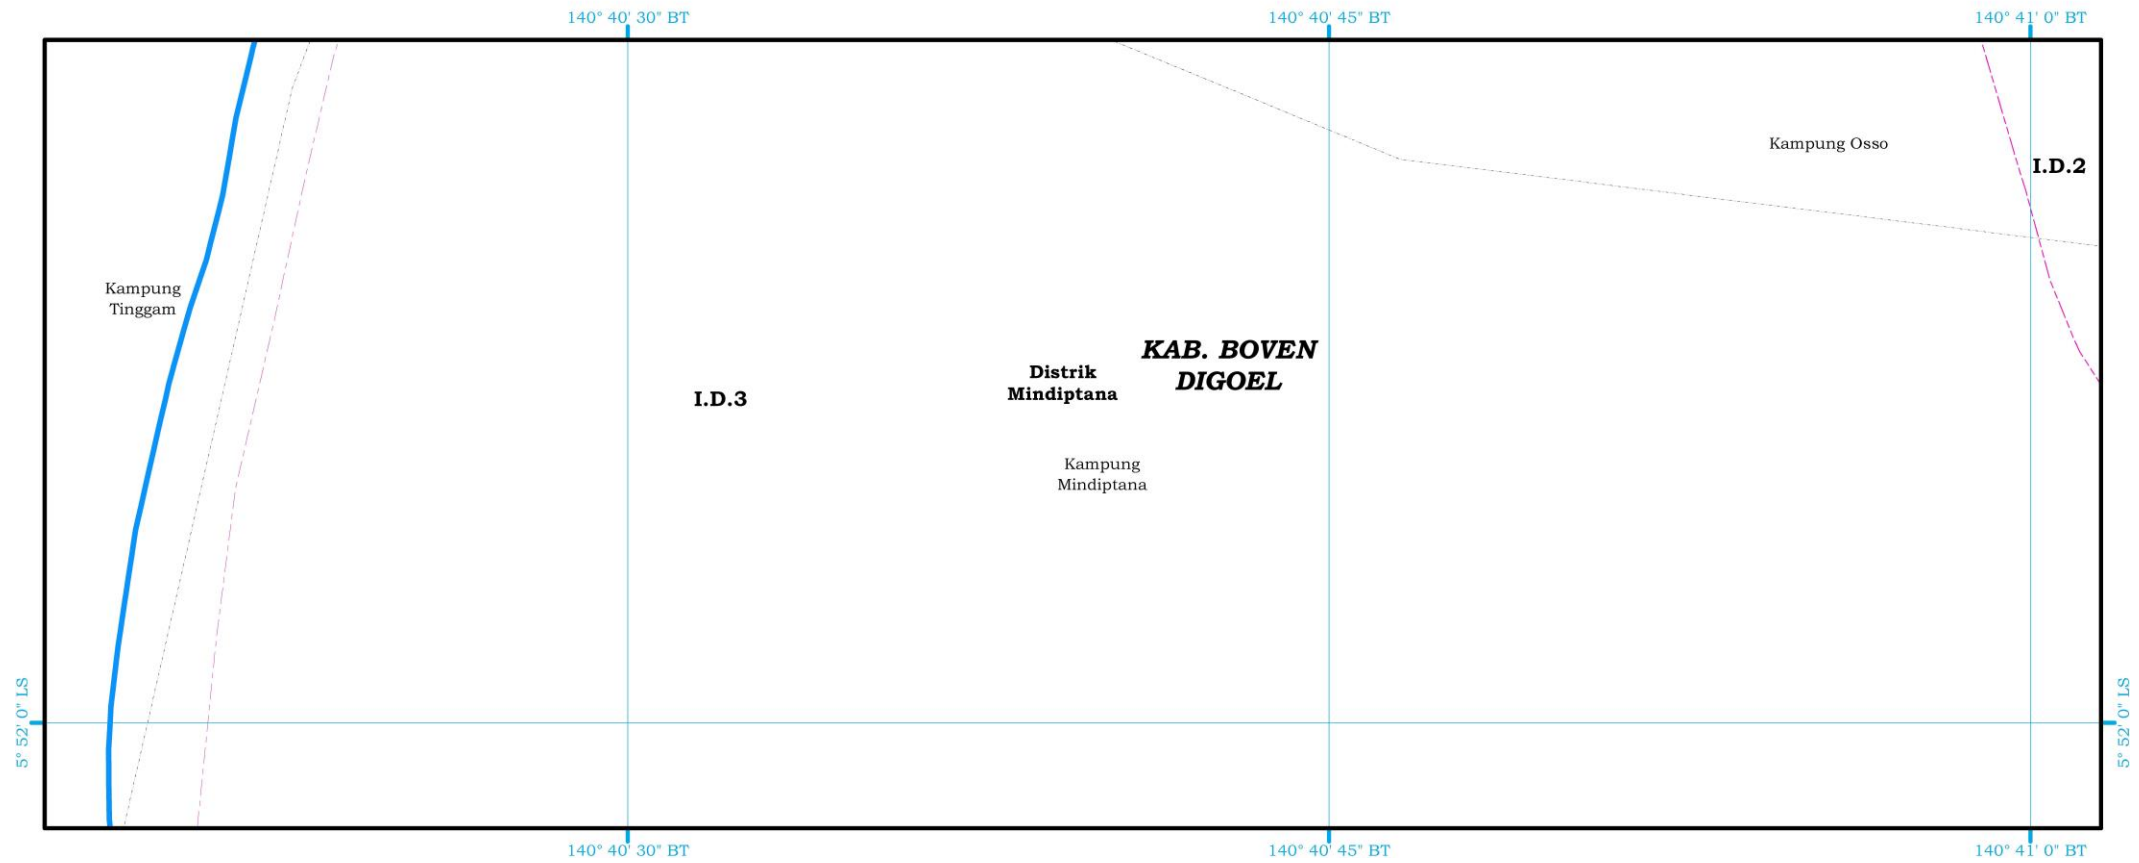 140° 40' 30" BT
140° 40' 45" BT
140° 41' 0" BT
Kampung Osso
I.D.2
Kampung
Tinggam
KAB. BOVEN
DIGOEL
Distrik
Mindiptana
I.D.3
Kampung
Mindiptana
5° 52' 0" LS
5° 52' 0" LS
140° 40' 30" BT
140° 40' 45" BT
140° 41' 0" BT